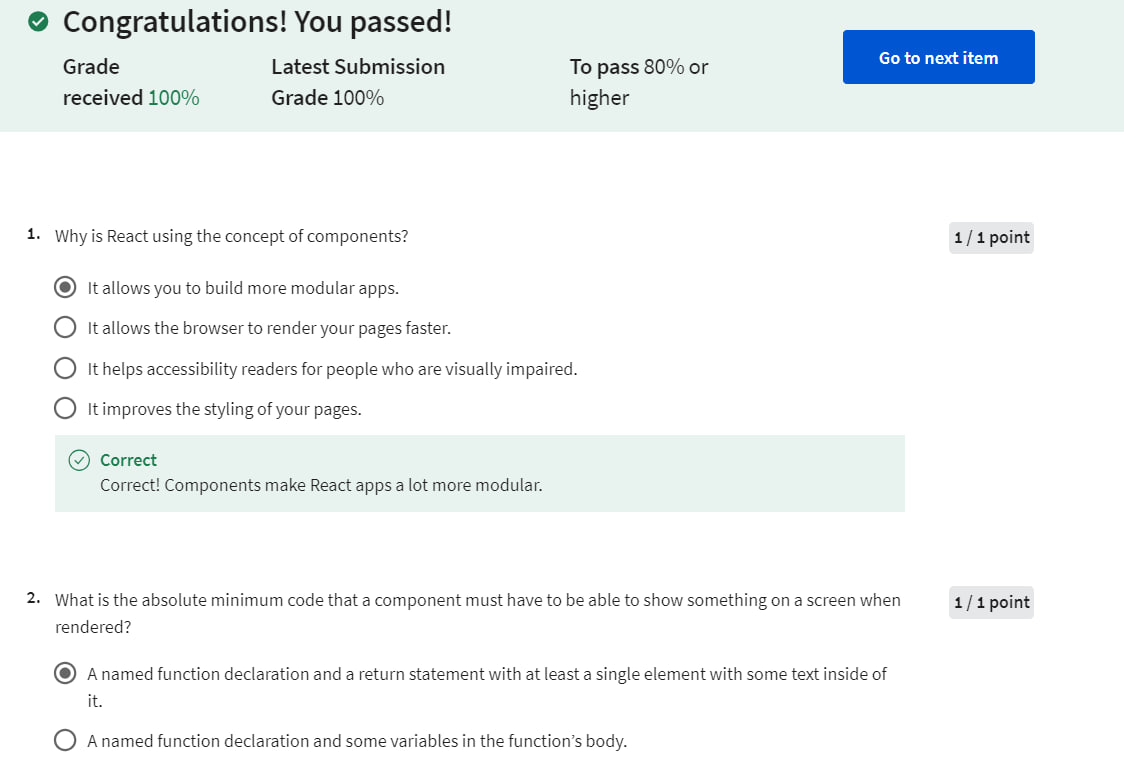 Congratulations! You passed!
Grade received 100%
Latest Submission Grade 100%
To pass 80% or higher
Go to next item
1. Why is React using the concept of components?
1 / 1 point
It allows you to build more modular apps.
It allows the browser to render your pages faster.
It helps accessibility readers for people who are visually impaired.
It improves the styling of your pages.
Correct
Correct! Components make React apps a lot more modular.
2. What is the absolute minimum code that a component must have to be able to show something on a screen when
rendered?
1 / 1 point
A named function declaration and a return statement with at least a single element with some text inside of
it.
A named function declaration and some variables in the function’s body.